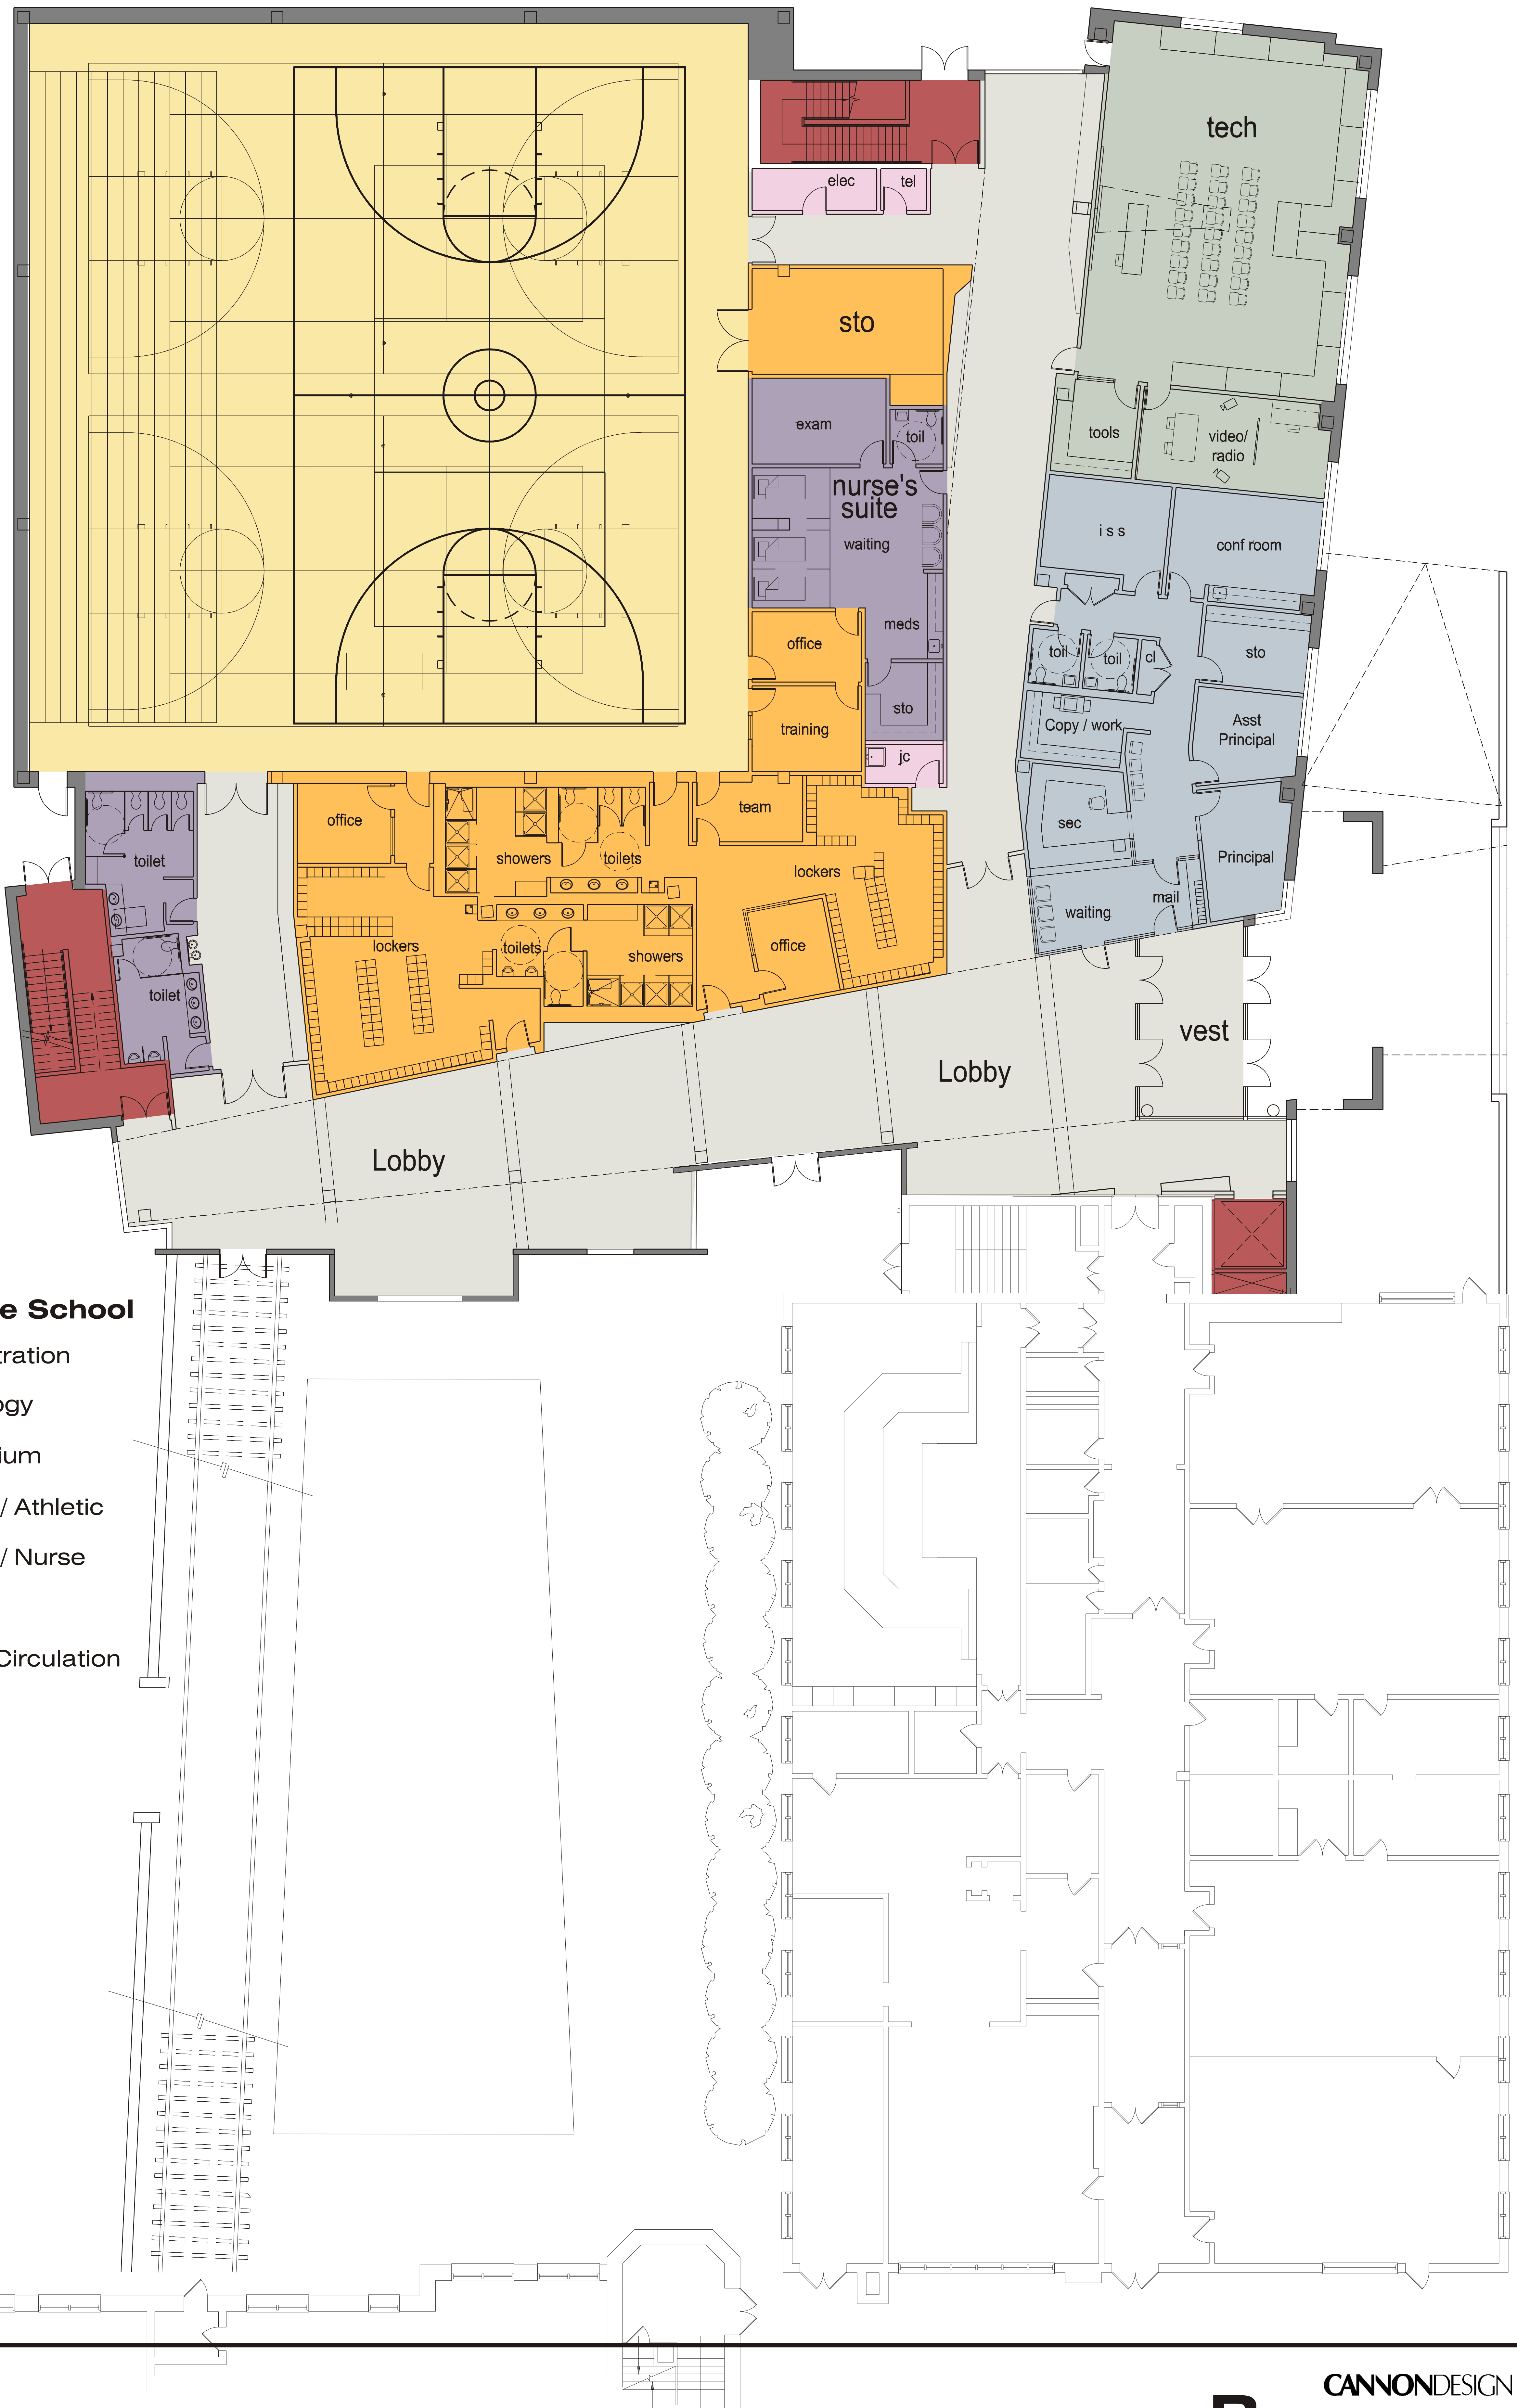 tech
elec
tel
sto
exam
toil
tools
video/
radio
nurse's
suite
waiting
i s s
conf room
meds
office
toil
toil
cl
sto
sto
training
Copy / work
Asst
Principal
jc
team
office
sec
toilet
showers
toilets
lockers
Principal
mail
waiting
lockers
toilets
office
showers
toilet
vest
Lobby
Lobby
e School
tration
ogy
ium
/ Athletic
/ Nurse
Circulation
CANNONDESIGN